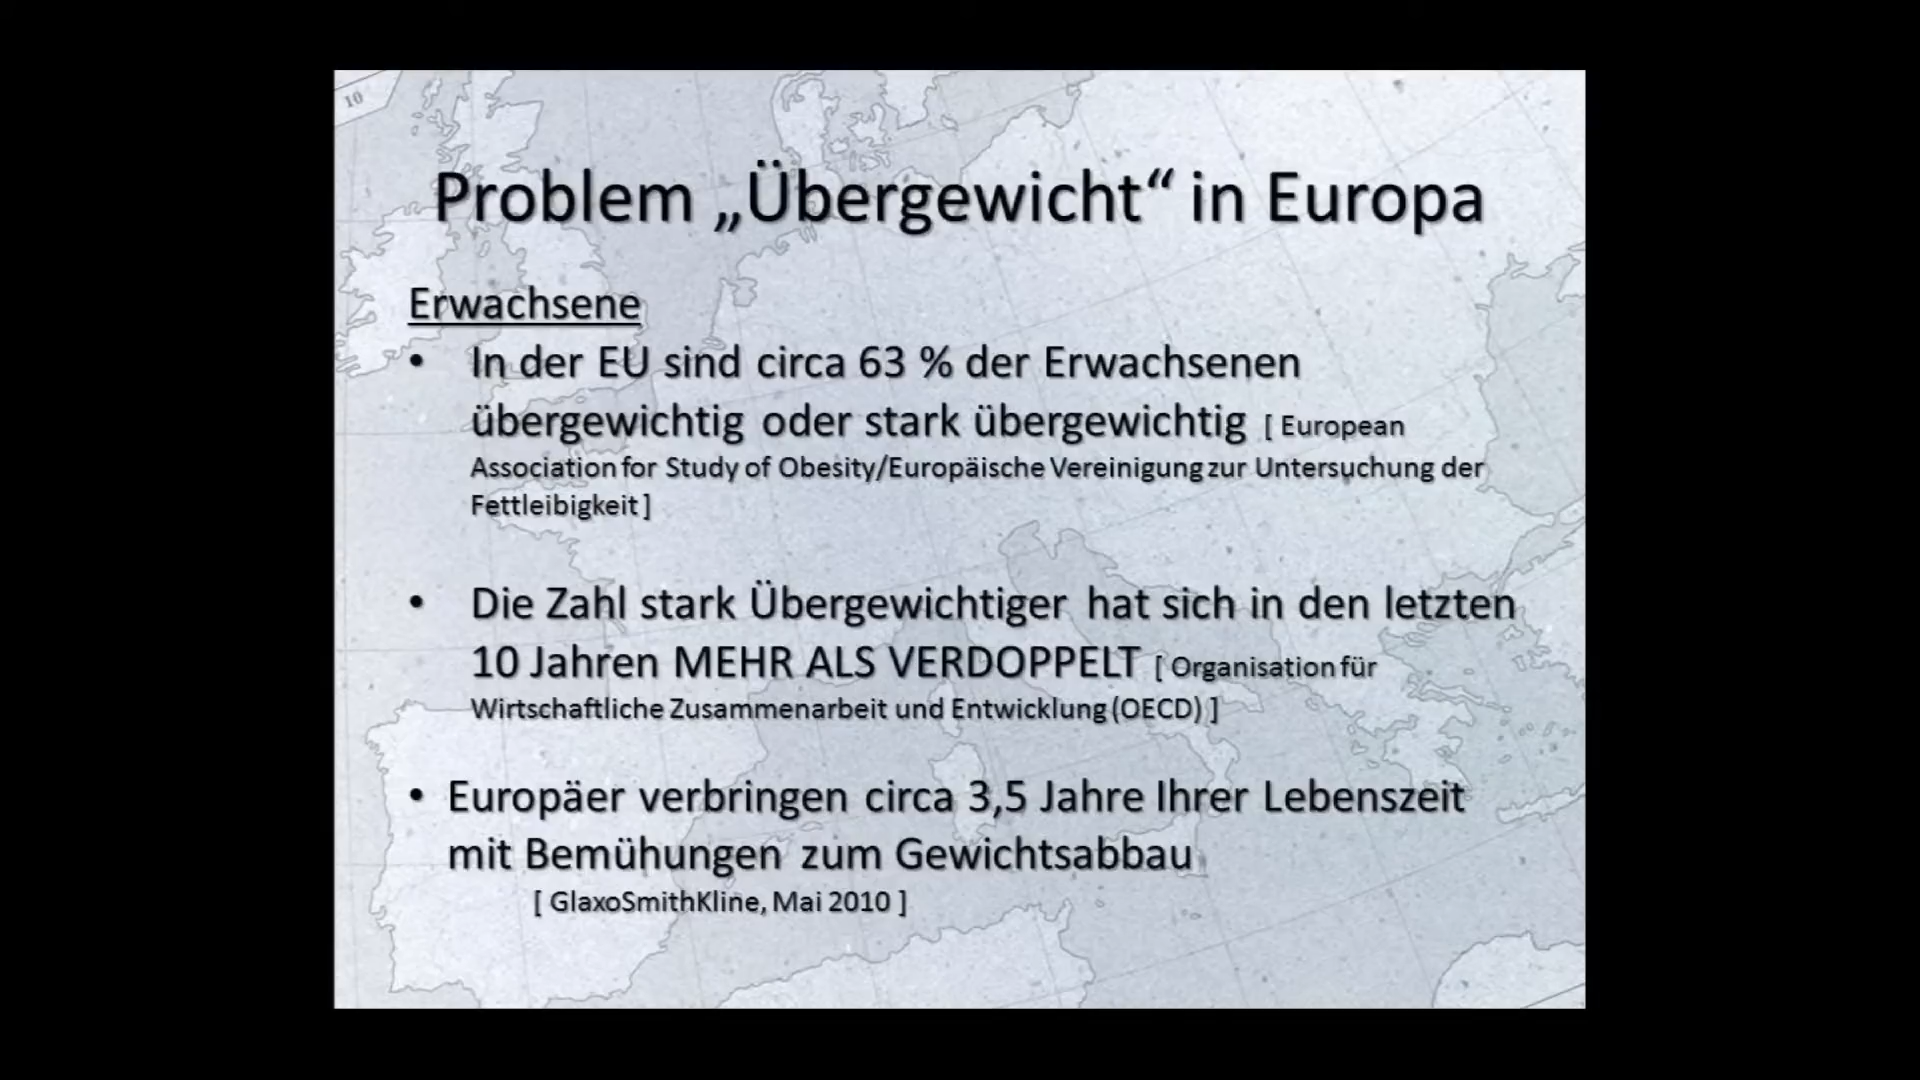 10
Problem „Übergewicht“ in Europa
Erwachsene
• In der EU sind circa 63 % der Erwachsenen
übergewichtig oder stark übergewichtig [ European
Association for Study of Obesity/Europäische Vereinigung zur Untersuchung der
Fettleibigkeit ]
• Die Zahl stark Übergewichtiger hat sich in den letzten
10 Jahren MEHR ALS VERDOPPELT [ Organisation für
Wirtschaftliche Zusammenarbeit und Entwicklung (OECD) ]
• Europäer verbringen circa 3,5 Jahre Ihrer Lebenszeit
mit Bemühungen zum Gewichtsabbau
[ GlaxoSmithKline, Mai 2010 ]